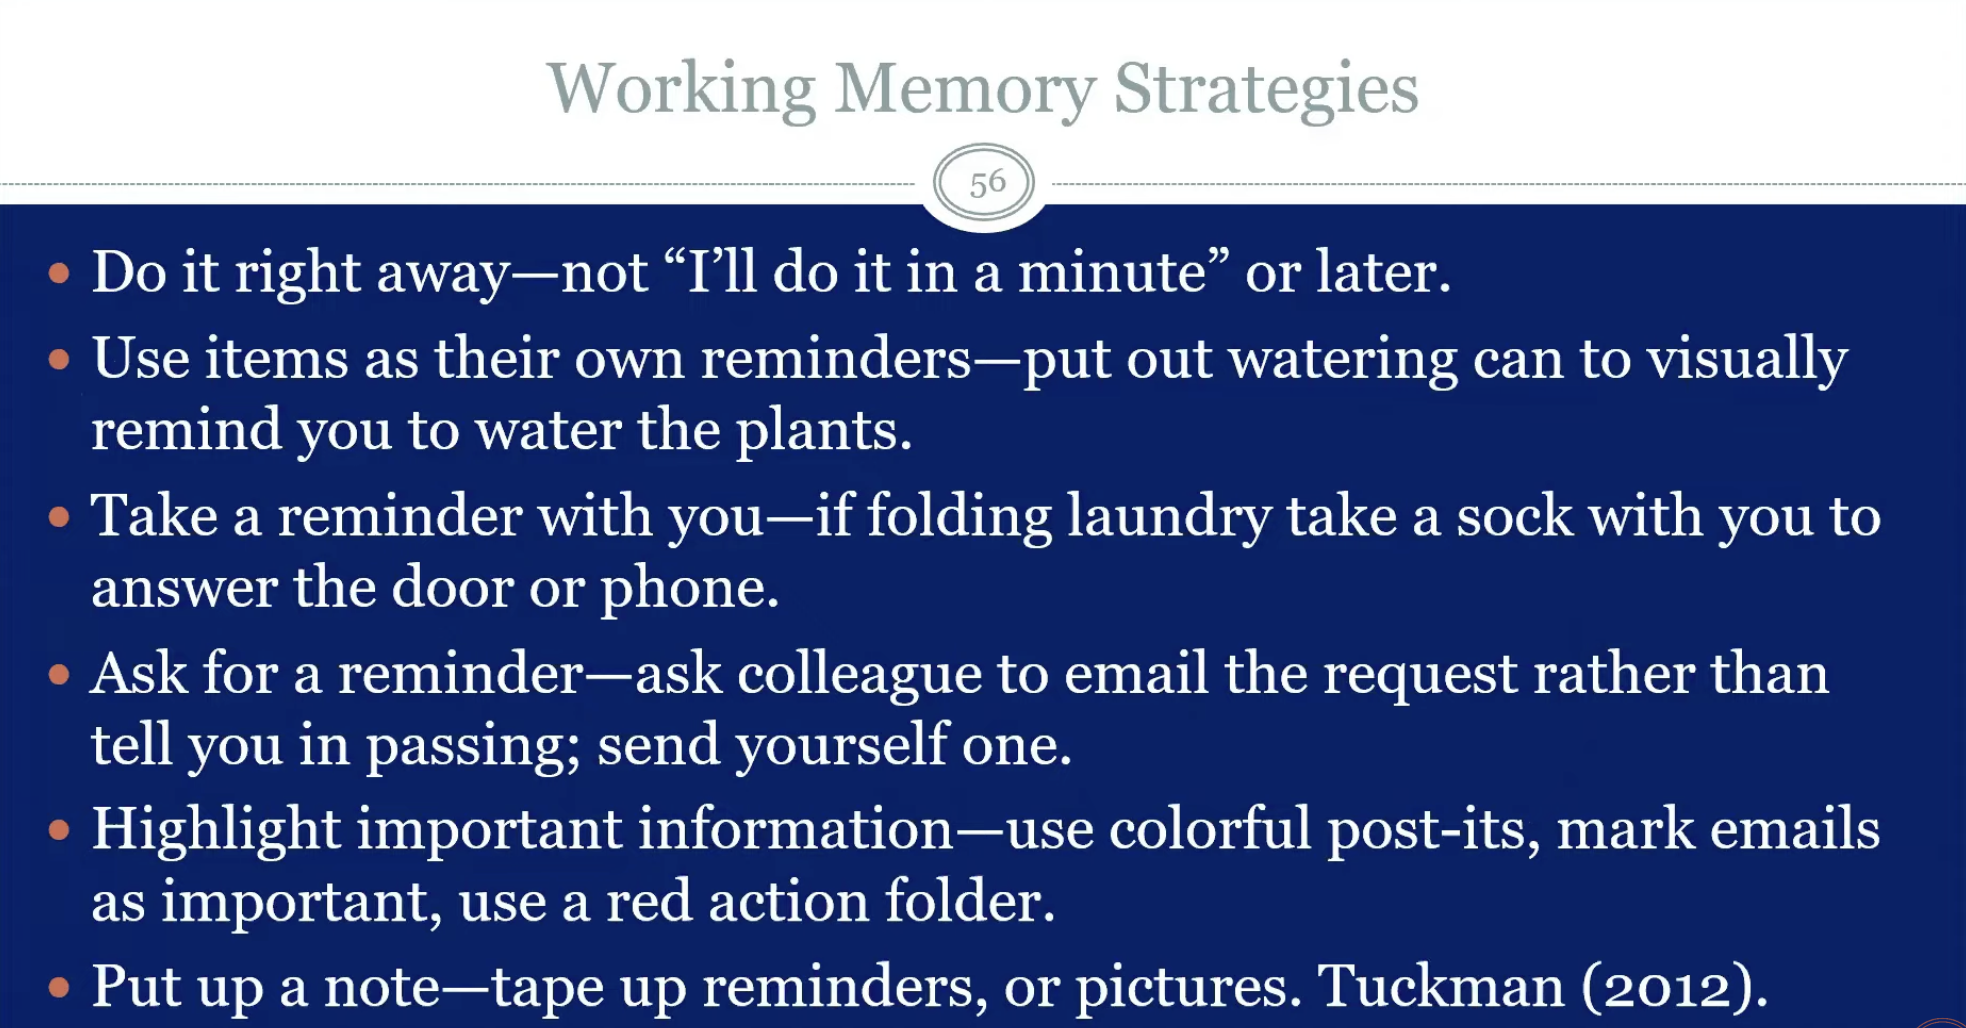 Working Memory Strategies
56
• Do it right away—not “I’ll do it in a minute” or later.
• Use items as their own reminders—put out watering can to visually
remind you to water the plants.
• Take a reminder with you—if folding laundry take a sock with you to
answer the door or phone.
• Ask for a reminder—ask colleague to email the request rather than
tell you in passing; send yourself one.
• Highlight important information—use colorful post-its, mark emails
as important, use a red action folder.
• Put up a note—tape up reminders, or pictures. Tuckman (2012).